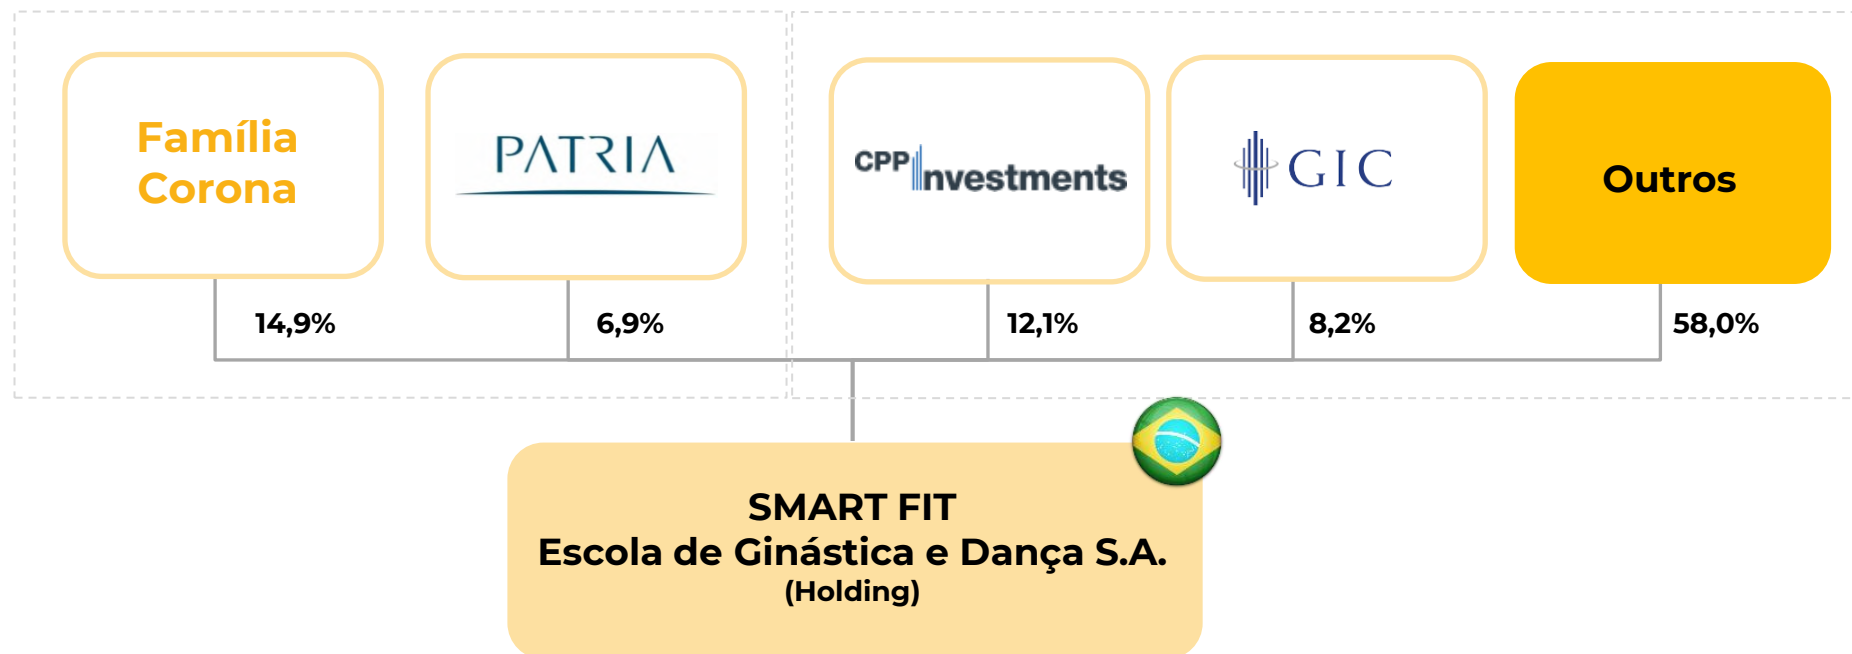 Família
Corona
PATRIA
CPP Investments
GIC
Outros
14,9%
6,9%
12,1%
8,2%
58,0%
SMART FIT
Escola de Ginástica e Dança S.A.
(Holding)